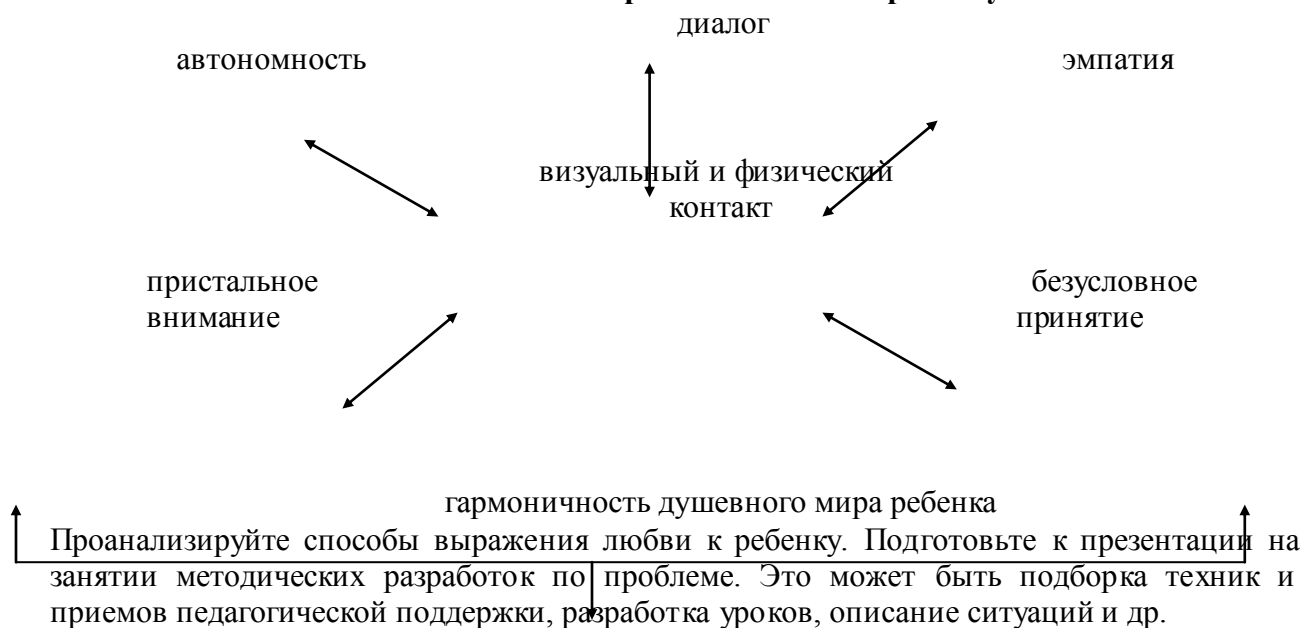 диалог
автономность эмпатия
визуальный и физический
контакт
пристальное безусловное
внимание принятие
гармоничность душевного мира ребенка
Проанализируйте способы выражения любви к ребенку. Подготовьте к презентации на
занятии методических разработок по проблеме. Это может быть подборка техник и
приемов педагогической поддержки, разработка уроков, описание ситуаций и др.